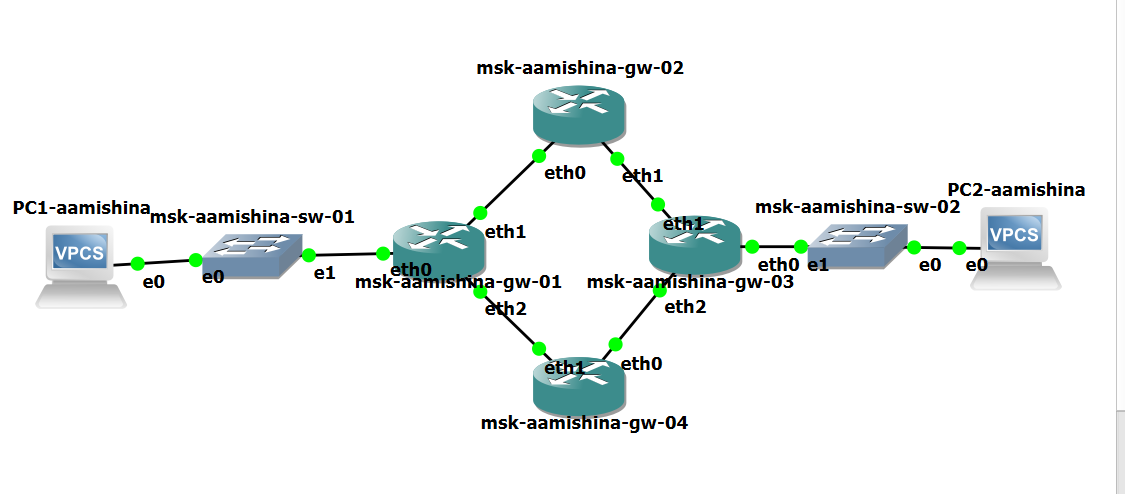 msk-aamishina-gw-02
eth0
eth1
PC1-aamishina
msk-aamishina-sw-01
VPCS
e0
e0
e1
eth0
eth1
msk-aamishina-gw-01
eth2
eth1
msk-aamishina-gw-03
eth2
eth0
e1
msk-aamishina-sw-02
e0
e0
PC2-aamishina
VPCS
eth1
eth0
msk-aamishina-gw-04